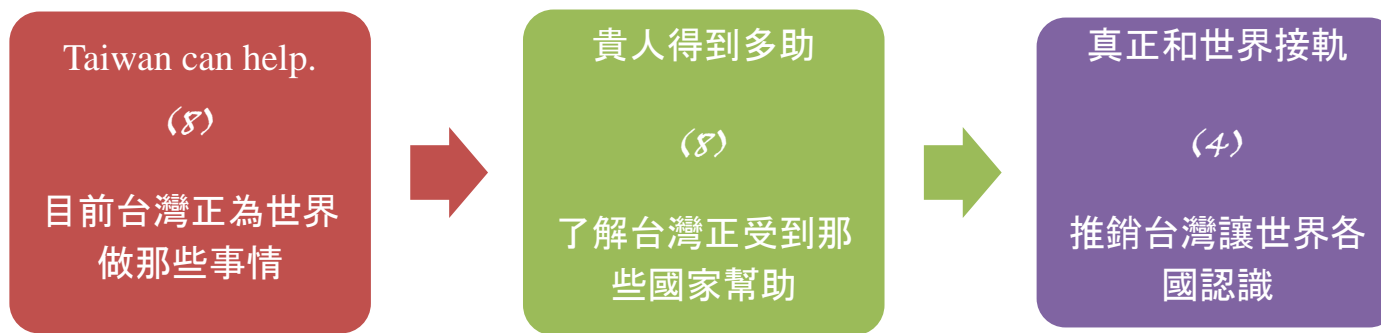 Taiwan can help.
(8)
目前台灣正為世界
做那些事情
貴人得到多助
(8)
了解台灣正受到那
些國家幫助
真正和世界接軌
(4)
推銷台灣讓世界各
國認識